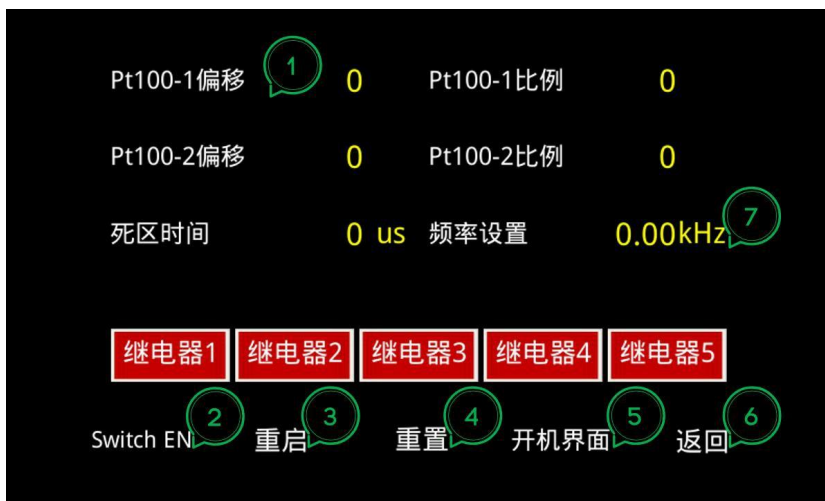 Pt100-1偏移 1 0 Pt100-1比例 0
Pt100-2偏移 0 Pt100-2比例 0
死区时间 0 us 频率设置 0.00kHz 7
继电器1 继电器2 继电器3 继电器4 继电器5
Switch EN 2 重启 3 重置 4 开机界面 5 返回 6